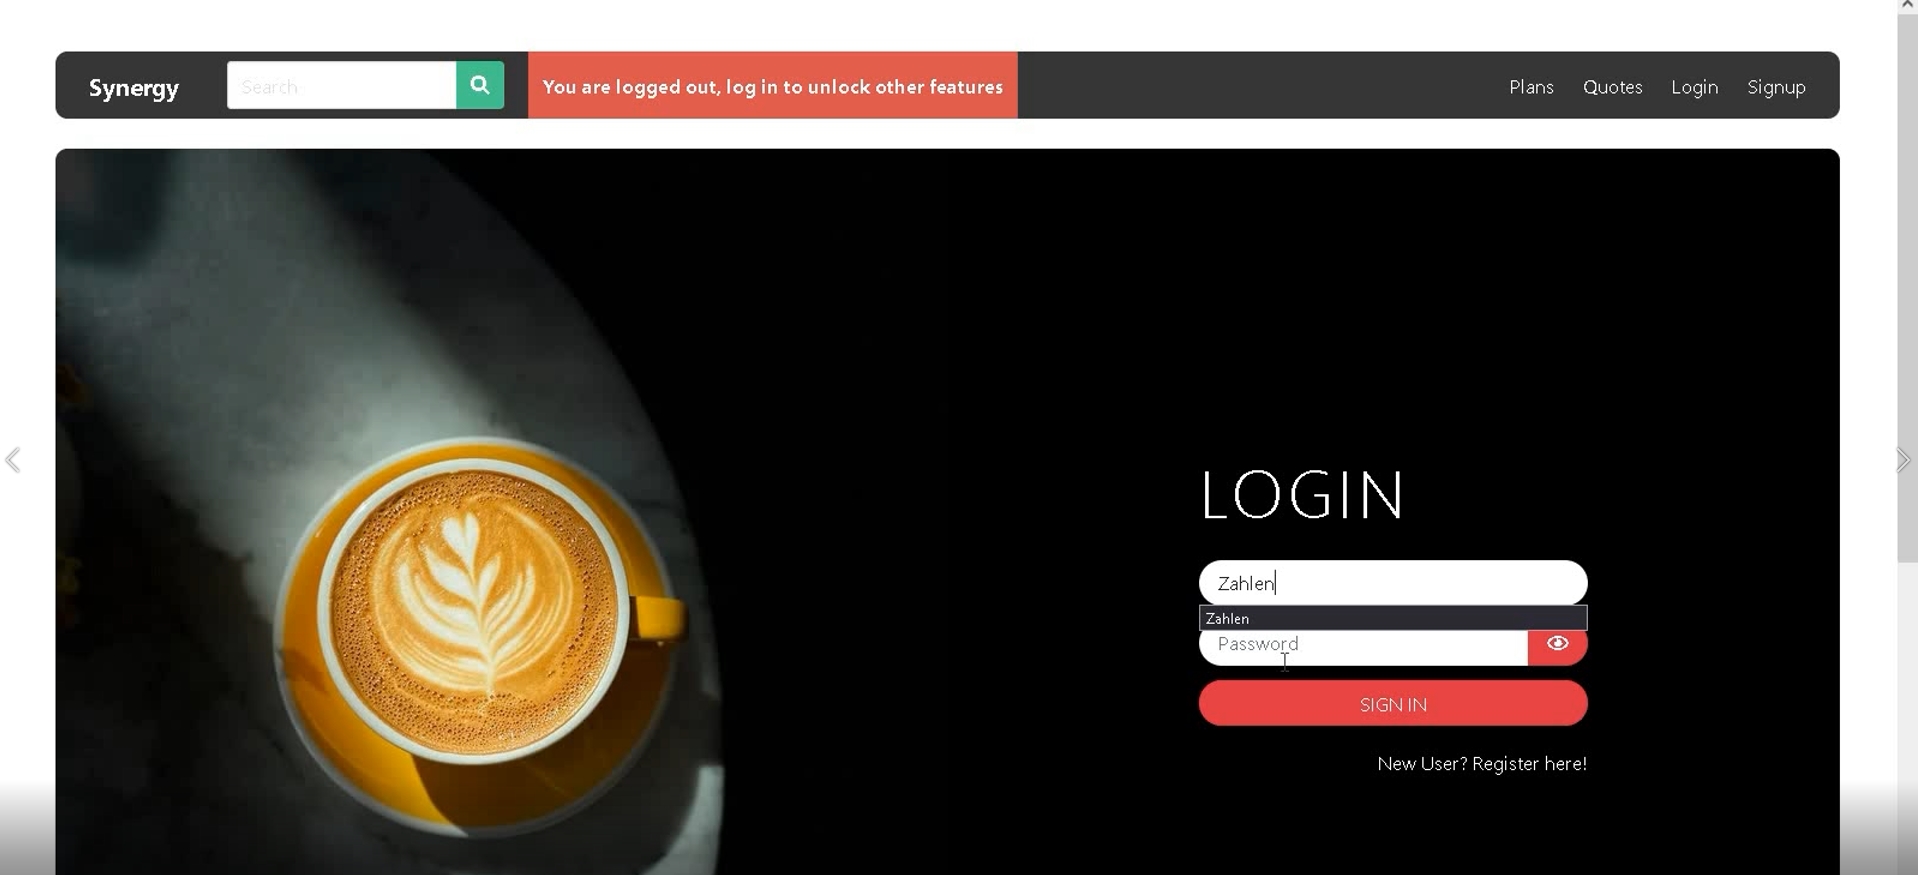 Synergy
Search
You are logged out, log in to unlock other features
Plans
Quotes
Login
Signup
LOGIN
Zahlen
Zahlen
Password
SIGN IN
New User? Register here!